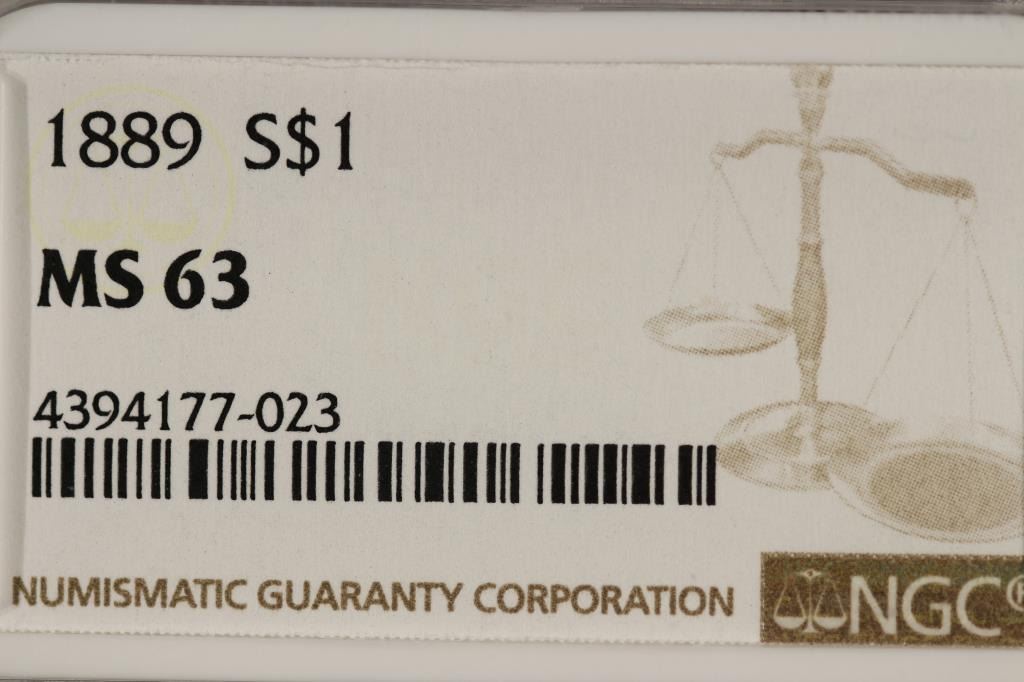 1889 S$1
MS 63
4394177-023
NUMISMATIC GUARANTY CORPORATION
NGC®